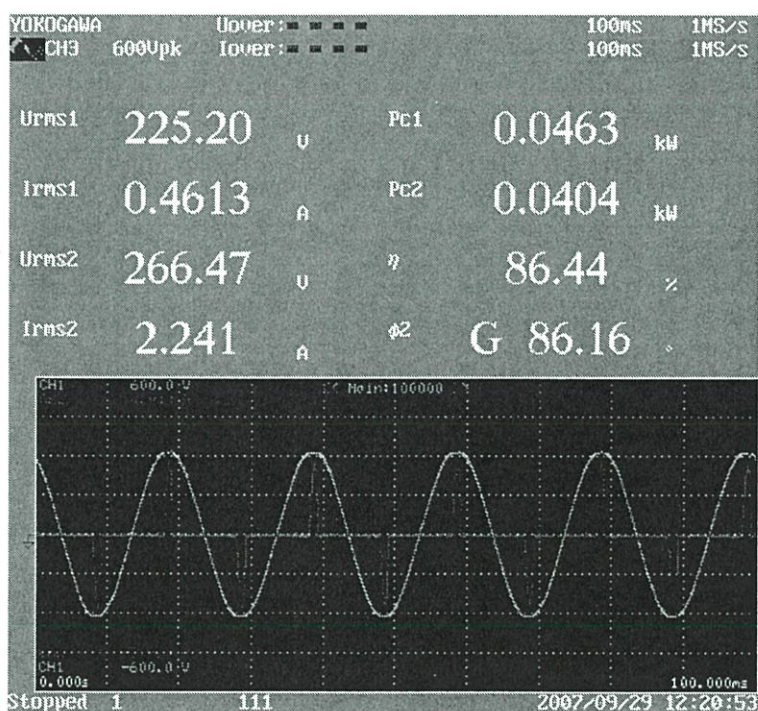 YOKOGAWA Uover: 100ms 1MS/s
CH3 600Vpk Iover: 100ms 1MS/s
Urms1 225.20 V Pc1 0.0463 kW
Irms1 0.4613 A Pc2 0.0404 kW
Urms2 266.47 V η 86.44 %
Irms2 2.241 A φ2 G 86.16 °
CH1 600.0 V << Main:100000 >>
CH1 -600.0 V
0.000s 100.000ms
Stopped 1 111 2007/09/29 12:20:53